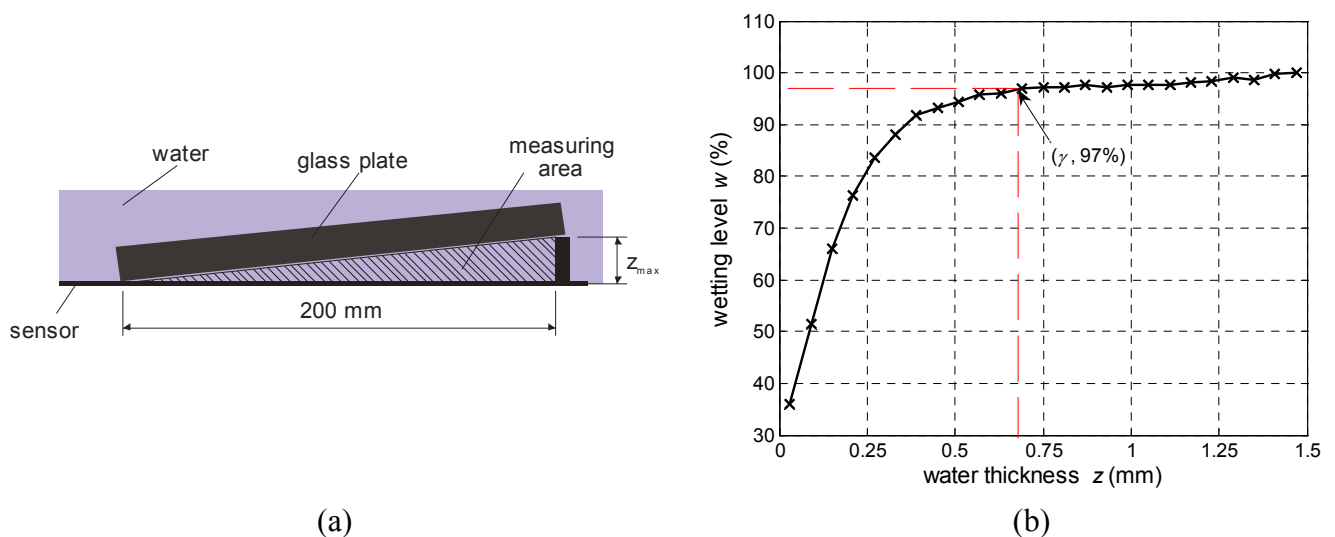 water
glass plate
measuring
area
zmax
200 mm
sensor
(a)
110
100
90
80
70
60
50
40
30
wetting level w (%)
(γ, 97%)
0
0.25
0.5
0.75
1
1.25
1.5
water thickness z (mm)
(b)